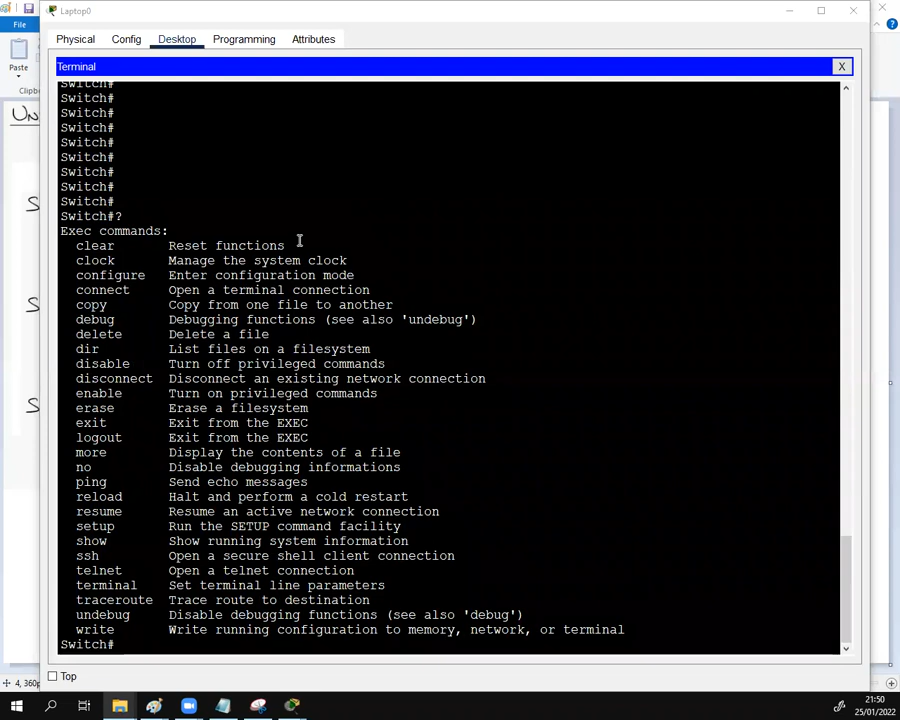 Laptop0
File
Physical
Config
Desktop
Programming
Attributes
Paste
Clipb
Terminal
X
Switch#
Switch#
Switch#
Switch#
Switch#
Switch#
Switch#
Switch#
Switch#
Switch#?
Exec commands:
clear Reset functions
clock Manage the system clock
configure Enter configuration mode
connect Open a terminal connection
copy Copy from one file to another
debug Debugging functions (see also 'undebug')
delete Delete a file
dir List files on a filesystem
disable Turn off privileged commands
disconnect Disconnect an existing network connection
enable Turn on privileged commands
erase Erase a filesystem
exit Exit from the EXEC
logout Exit from the EXEC
more Display the contents of a file
no Disable debugging informations
ping Send echo messages
reload Halt and perform a cold restart
resume Resume an active network connection
setup Run the SETUP command facility
show Show running system information
ssh Open a secure shell client connection
telnet Open a telnet connection
terminal Set terminal line parameters
traceroute Trace route to destination
undebug Disable debugging functions (see also 'debug')
write Write running configuration to memory, network, or terminal
Switch#
Un
S
S
S
Top
4, 360p
21:50
25/01/2022